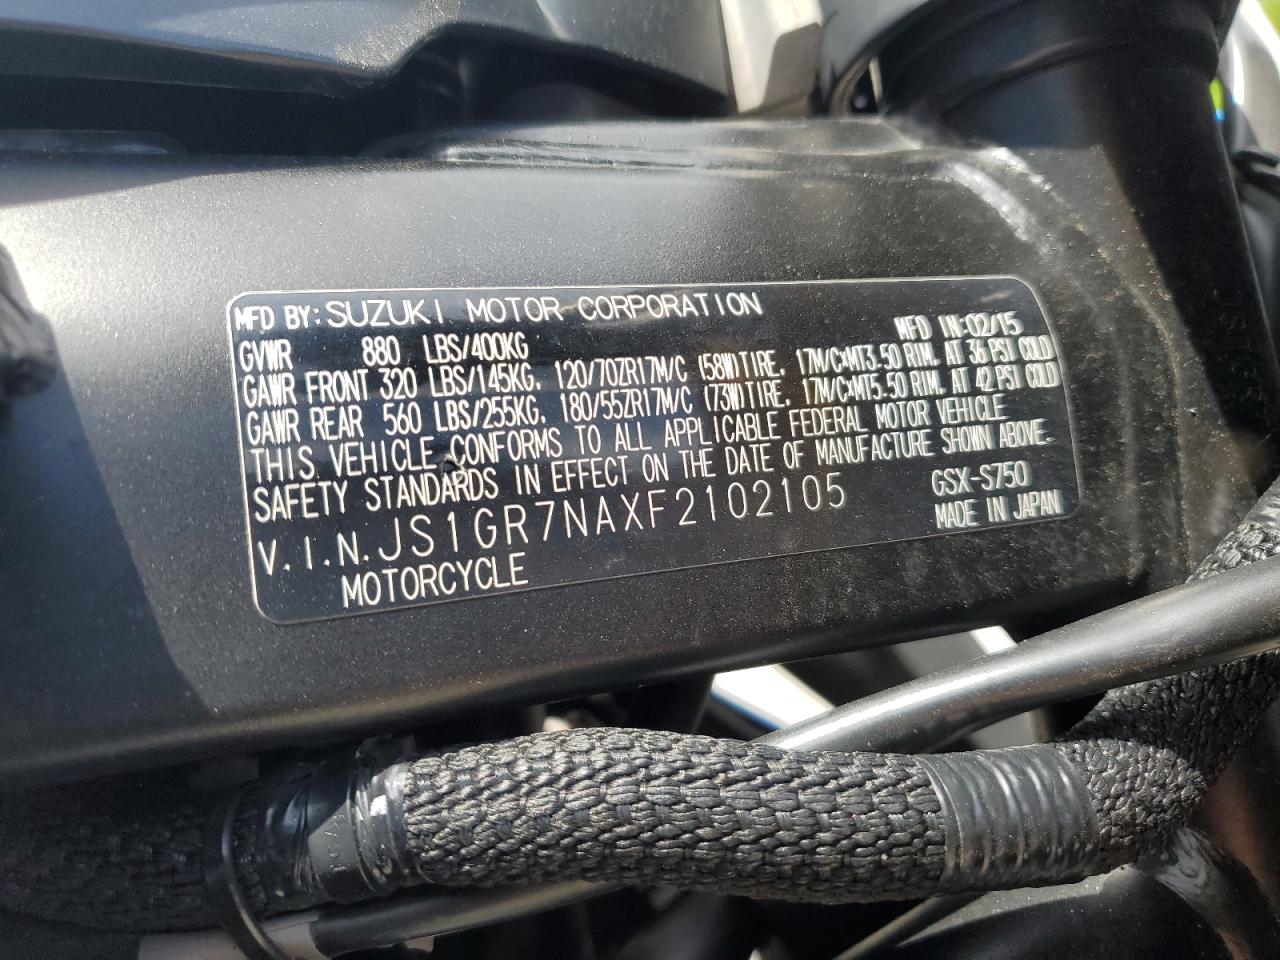 MFD BY: SUZUKI MOTOR CORPORATION
MFD IN: 02/15
GVWR 880 LBS/400KG
GAWR FRONT 320 LBS/145KG, 120/70ZR17M/C (58W)TIRE, 17M/C×MT3.50 RIM, AT 36 PSI COLD
GAWR REAR 560 LBS/255KG, 180/55ZR17M/C (73W)TIRE, 17M/C×MT5.50 RIM, AT 42 PSI COLD
THIS VEHICLE CONFORMS TO ALL APPLICABLE FEDERAL MOTOR VEHICLE
SAFETY STANDARDS IN EFFECT ON THE DATE OF MANUFACTURE SHOWN ABOVE.
V.I.N. JS1GR7NAXF2102105 GSX-S750
MOTORCYCLE MADE IN JAPAN